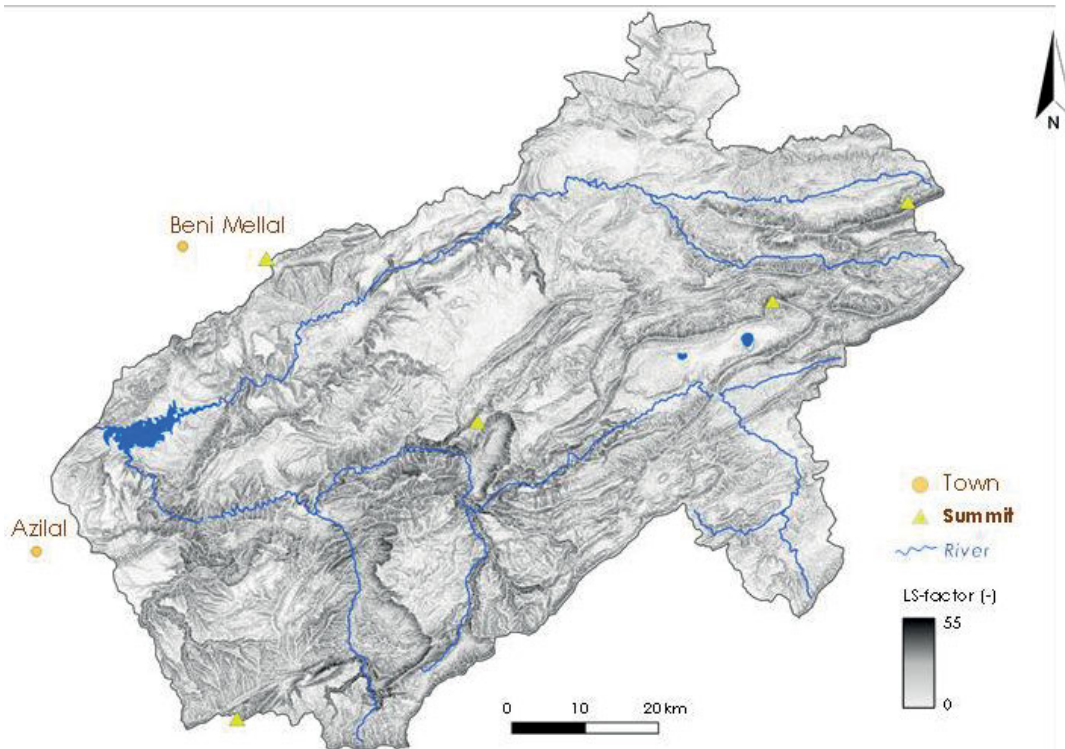 N
Beni Mellal
Azilal
Town
Summit
River
LS-factor (-)
55
0
0 10 20 km